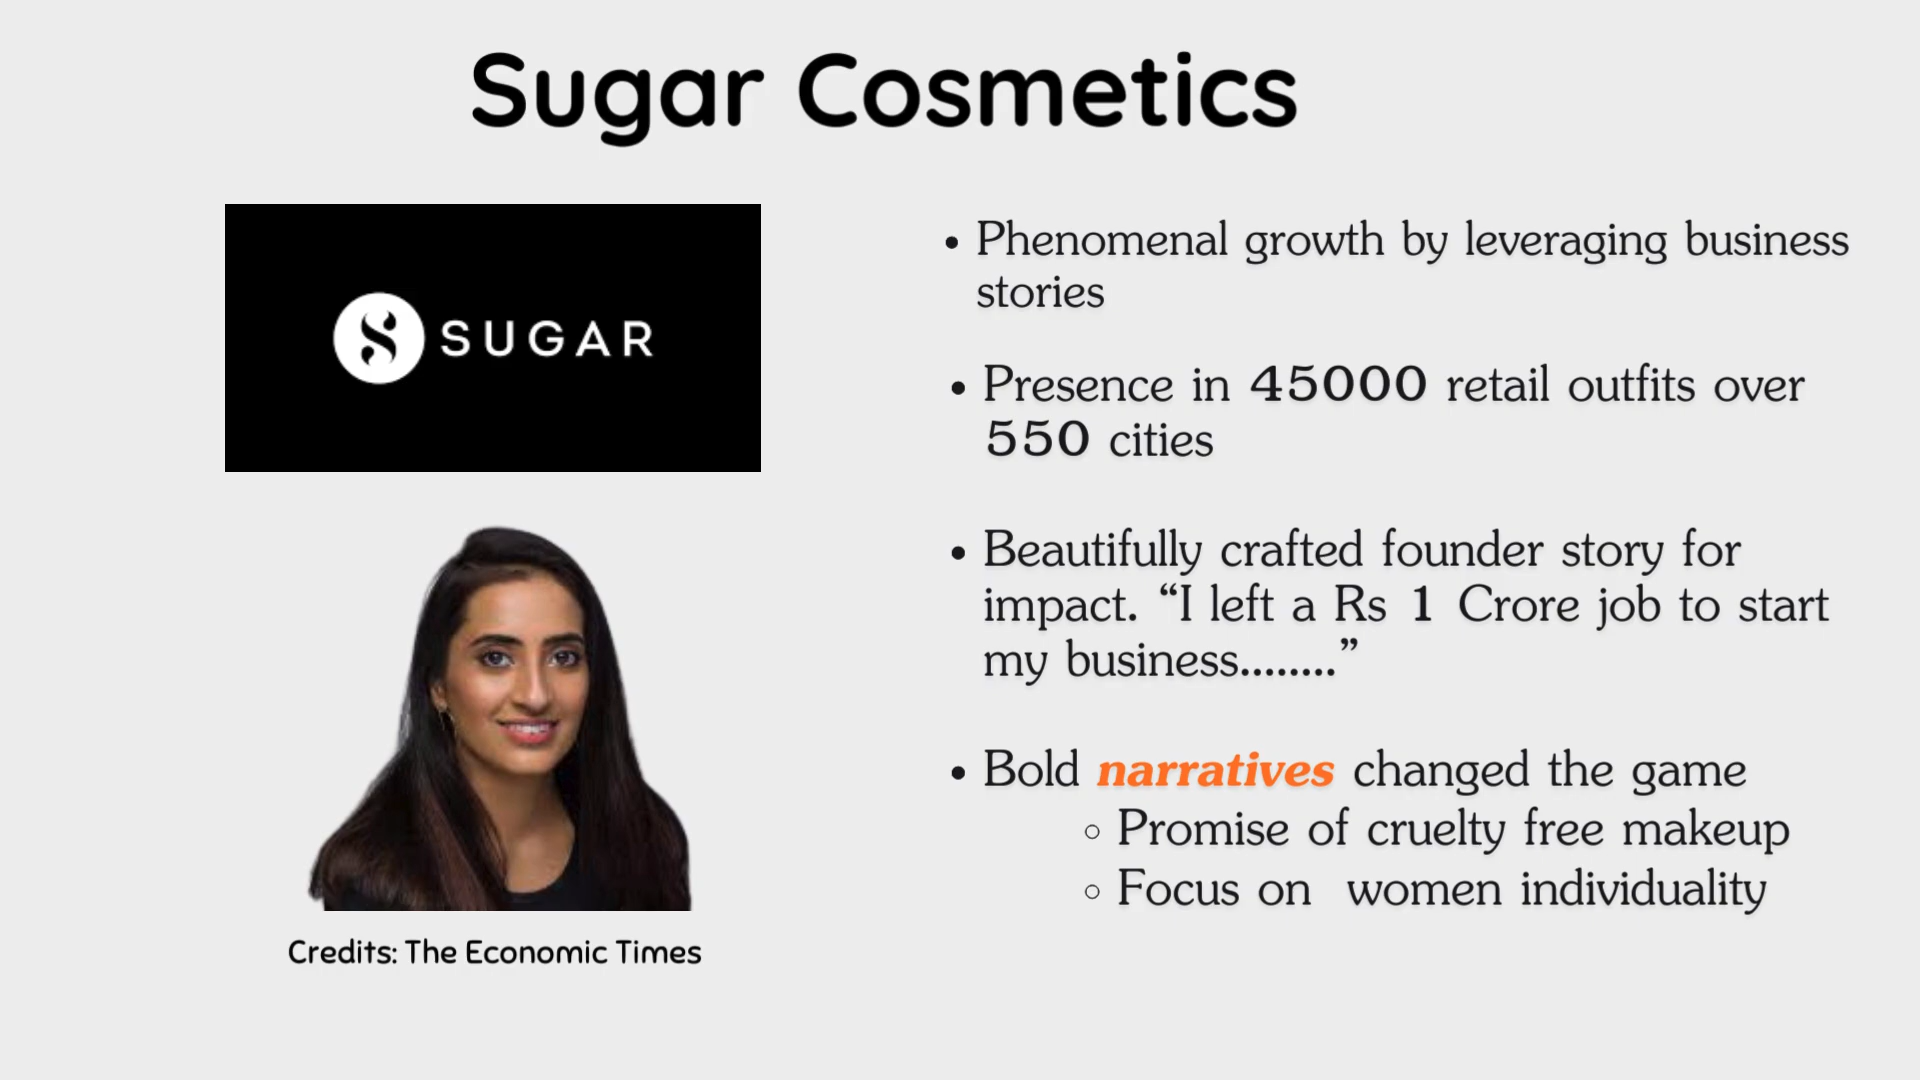 Sugar Cosmetics
SUGAR
Credits: The Economic Times
• Phenomenal growth by leveraging business
stories
• Presence in 45000 retail outfits over
550 cities
• Beautifully crafted founder story for
impact. “I left a Rs 1 Crore job to start
my business........”
• Bold narratives changed the game
◦ Promise of cruelty free makeup
◦ Focus on women individuality